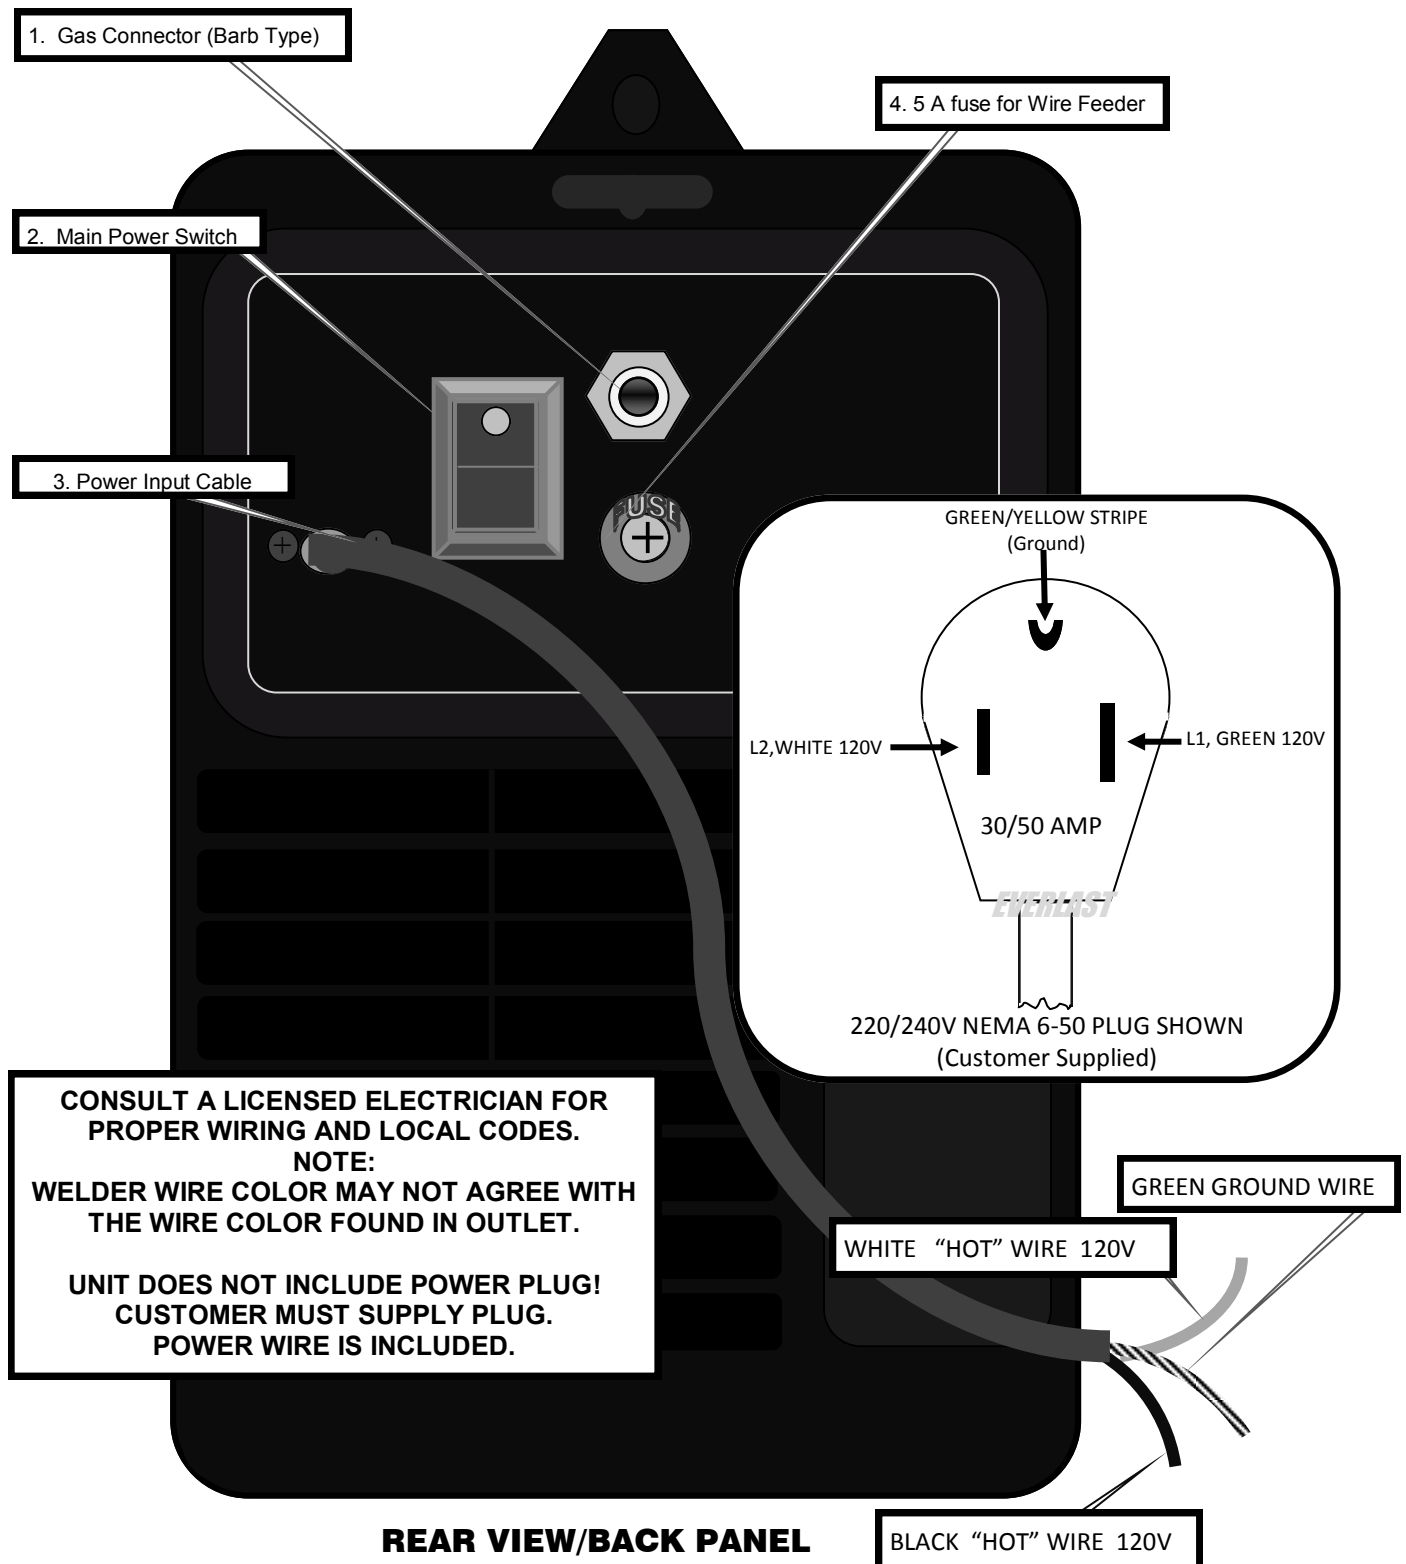 1.  Gas Connector (Barb Type)
4. 5 A fuse for Wire Feeder
2.  Main Power Switch
3. Power Input Cable
FUSE
GREEN/YELLOW STRIPE
(Ground)
L2,WHITE 120V
L1, GREEN 120V
30/50 AMP
EVERLAST
220/240V NEMA 6-50 PLUG SHOWN
(Customer Supplied)
CONSULT A LICENSED ELECTRICIAN FOR
PROPER WIRING AND LOCAL CODES.
NOTE:
WELDER WIRE COLOR MAY NOT AGREE WITH
THE WIRE COLOR FOUND IN OUTLET.
UNIT DOES NOT INCLUDE POWER PLUG!
CUSTOMER MUST SUPPLY PLUG.
POWER WIRE IS INCLUDED.
GREEN GROUND WIRE
WHITE “HOT” WIRE 120V
BLACK “HOT” WIRE 120V
REAR VIEW/BACK PANEL